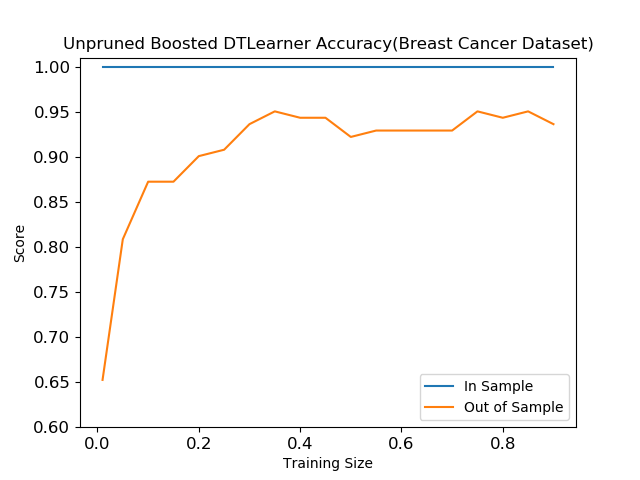 Unpruned Boosted DTLearner Accuracy(Breast Cancer Dataset)
1.00
0.95
0.90
0.85
0.80
0.75
0.70
0.65
0.60
Score
0.0 0.2 0.4 0.6 0.8
Training Size
In Sample
Out of Sample